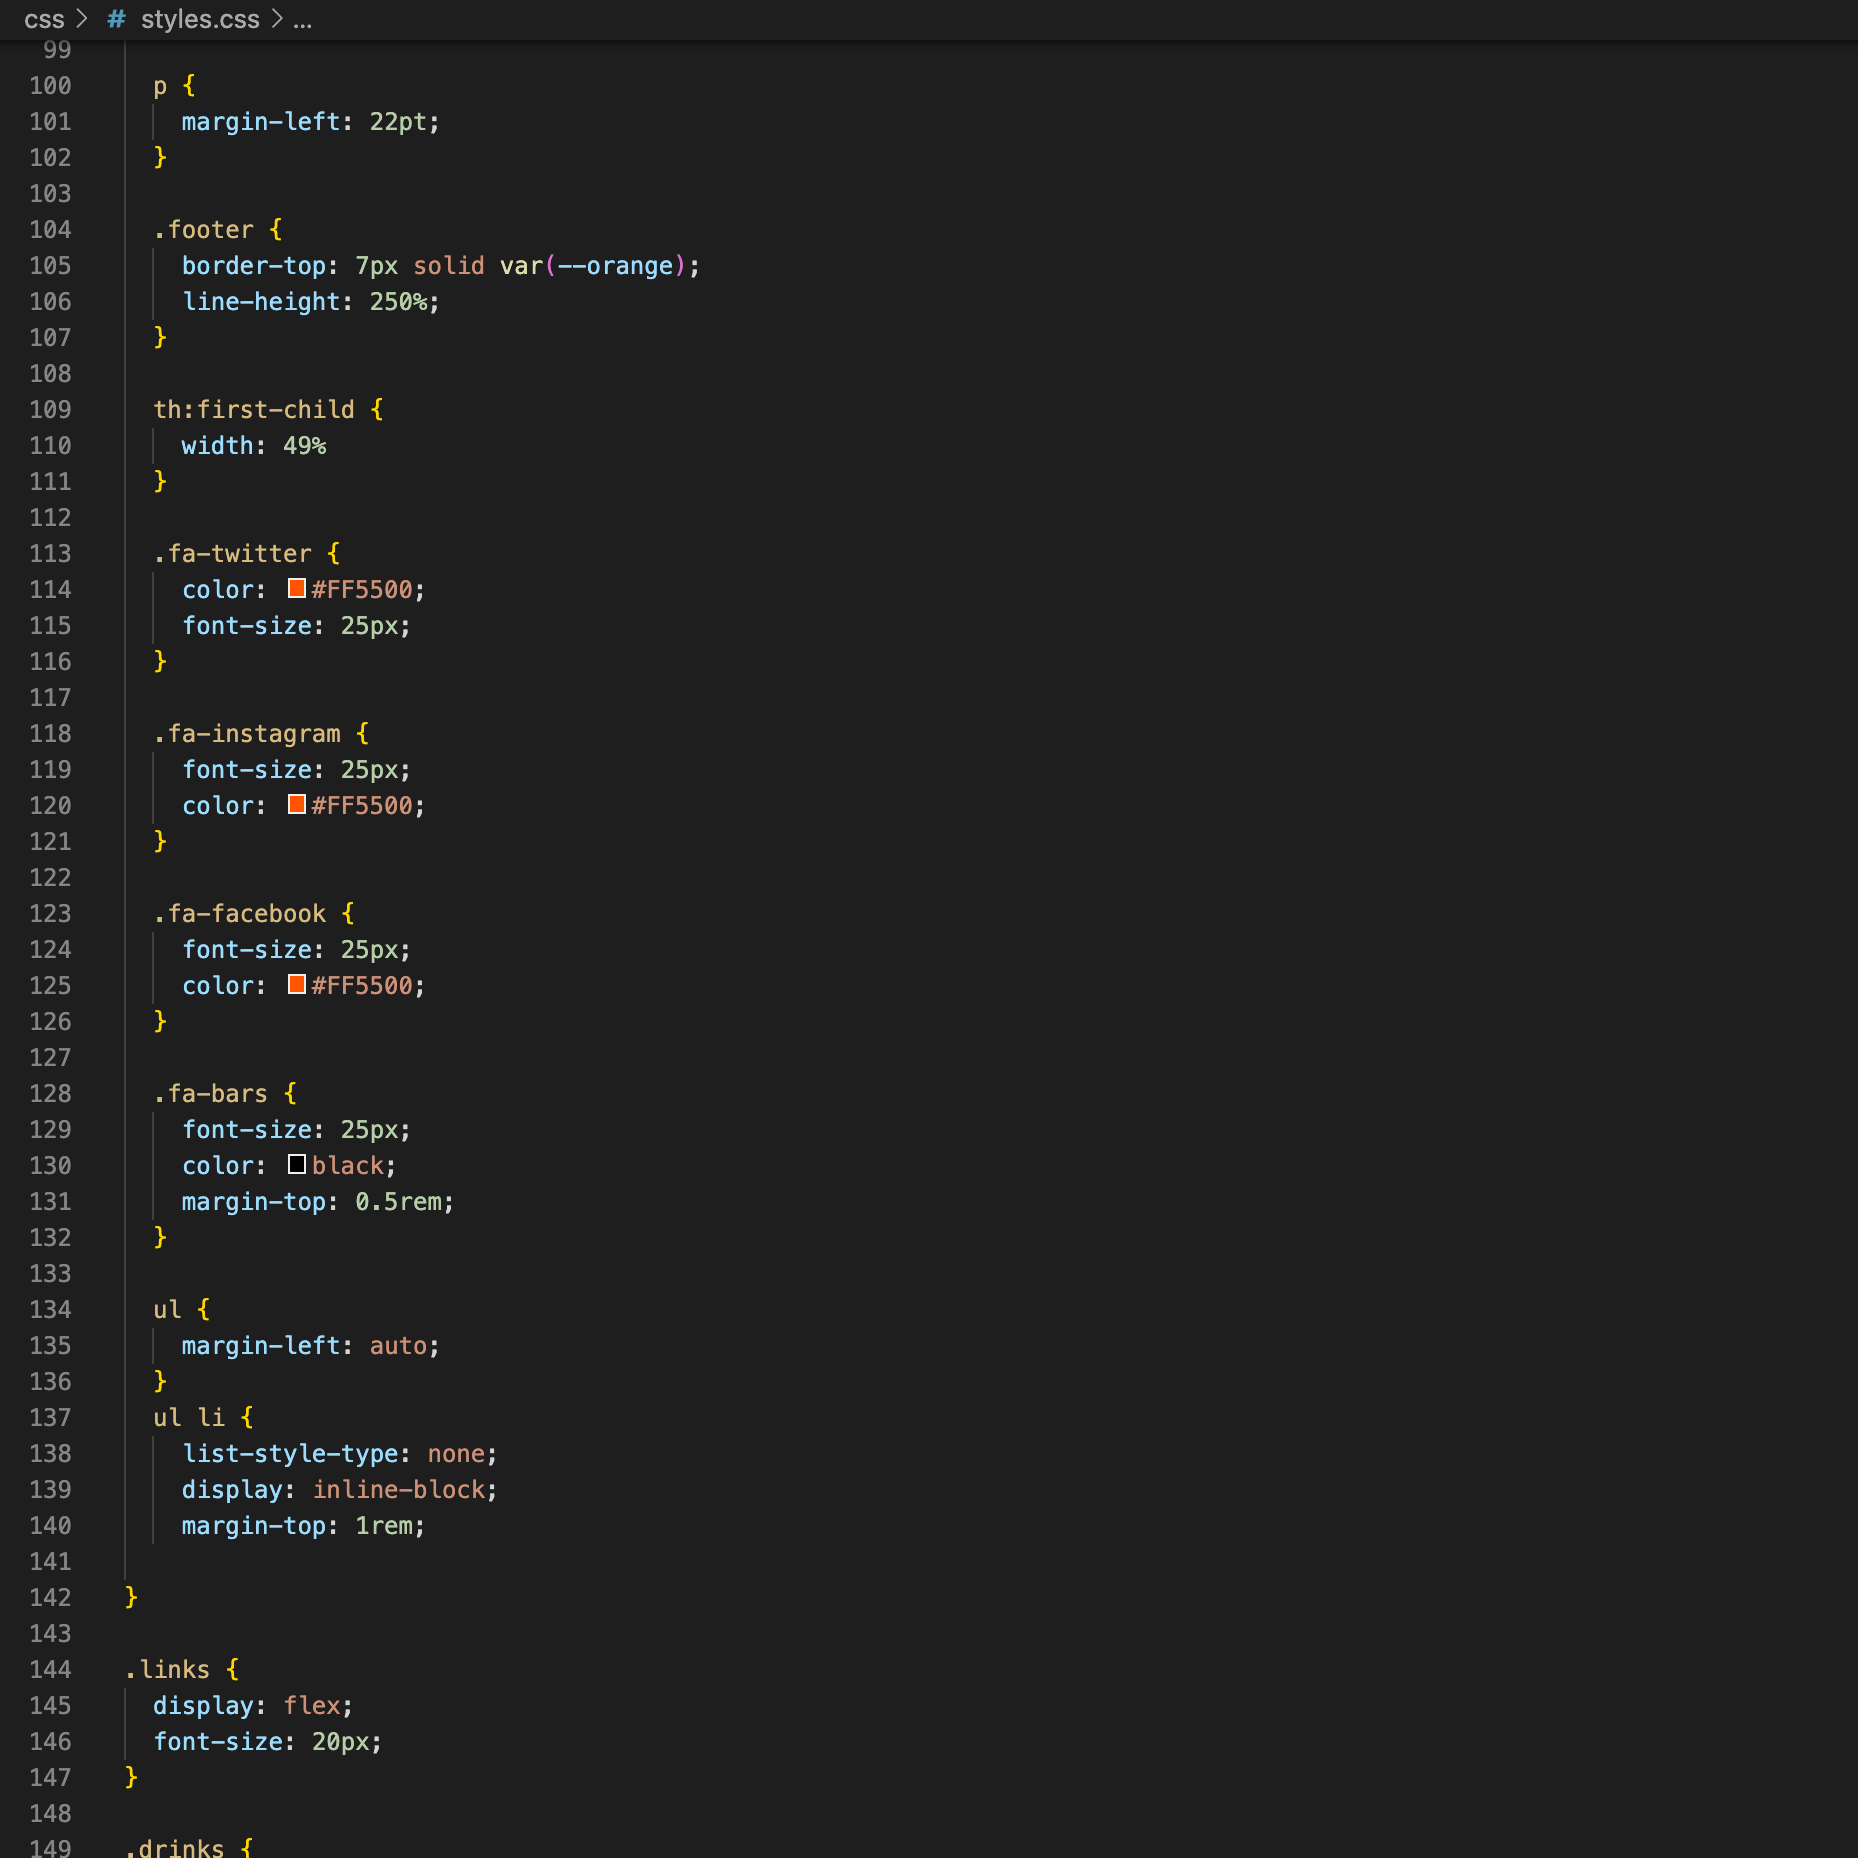 css > # styles.css > ...
99
100 p {
101 margin-left: 22pt;
102 }
103
104 .footer {
105 border-top: 7px solid var(--orange);
106 line-height: 250%;
107 }
108
109 th:first-child {
110 width: 49%
111 }
112
113 .fa-twitter {
114 color: #FF5500;
115 font-size: 25px;
116 }
117
118 .fa-instagram {
119 font-size: 25px;
120 color: #FF5500;
121 }
122
123 .fa-facebook {
124 font-size: 25px;
125 color: #FF5500;
126 }
127
128 .fa-bars {
129 font-size: 25px;
130 color: black;
131 margin-top: 0.5rem;
132 }
133
134 ul {
135 margin-left: auto;
136 }
137 ul li {
138 list-style-type: none;
139 display: inline-block;
140 margin-top: 1rem;
141
142 }
143
144 .links {
145 display: flex;
146 font-size: 20px;
147 }
148
149 .drinks {